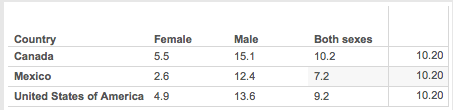 Country Female Male Both sexes
Canada 5.5 15.1 10.2 10.20
Mexico 2.6 12.4 7.2 10.20
United States of America 4.9 13.6 9.2 10.20